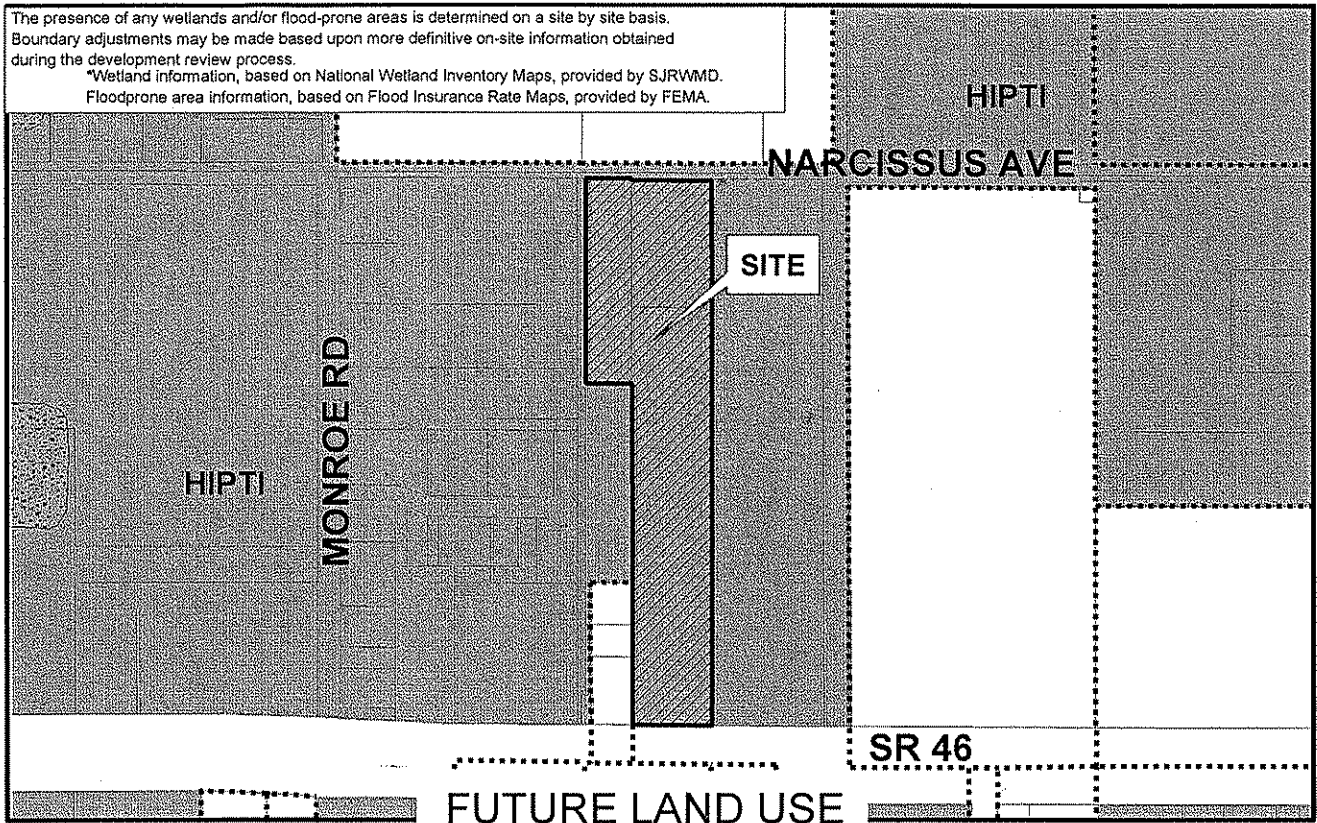 The presence of any wetlands and/or flood-prone areas is determined on a site by site basis.
Boundary adjustments may be made based upon more definitive on-site information obtained
during the development review process.
*Wetland information, based on National Wetland Inventory Maps, provided by SJRWMD.
Floodprone area information, based on Flood Insurance Rate Maps, provided by FEMA.
HIPTI
NARCISSUS AVE
SITE
MONROE RD
HIPTI
SR 46
FUTURE LAND USE